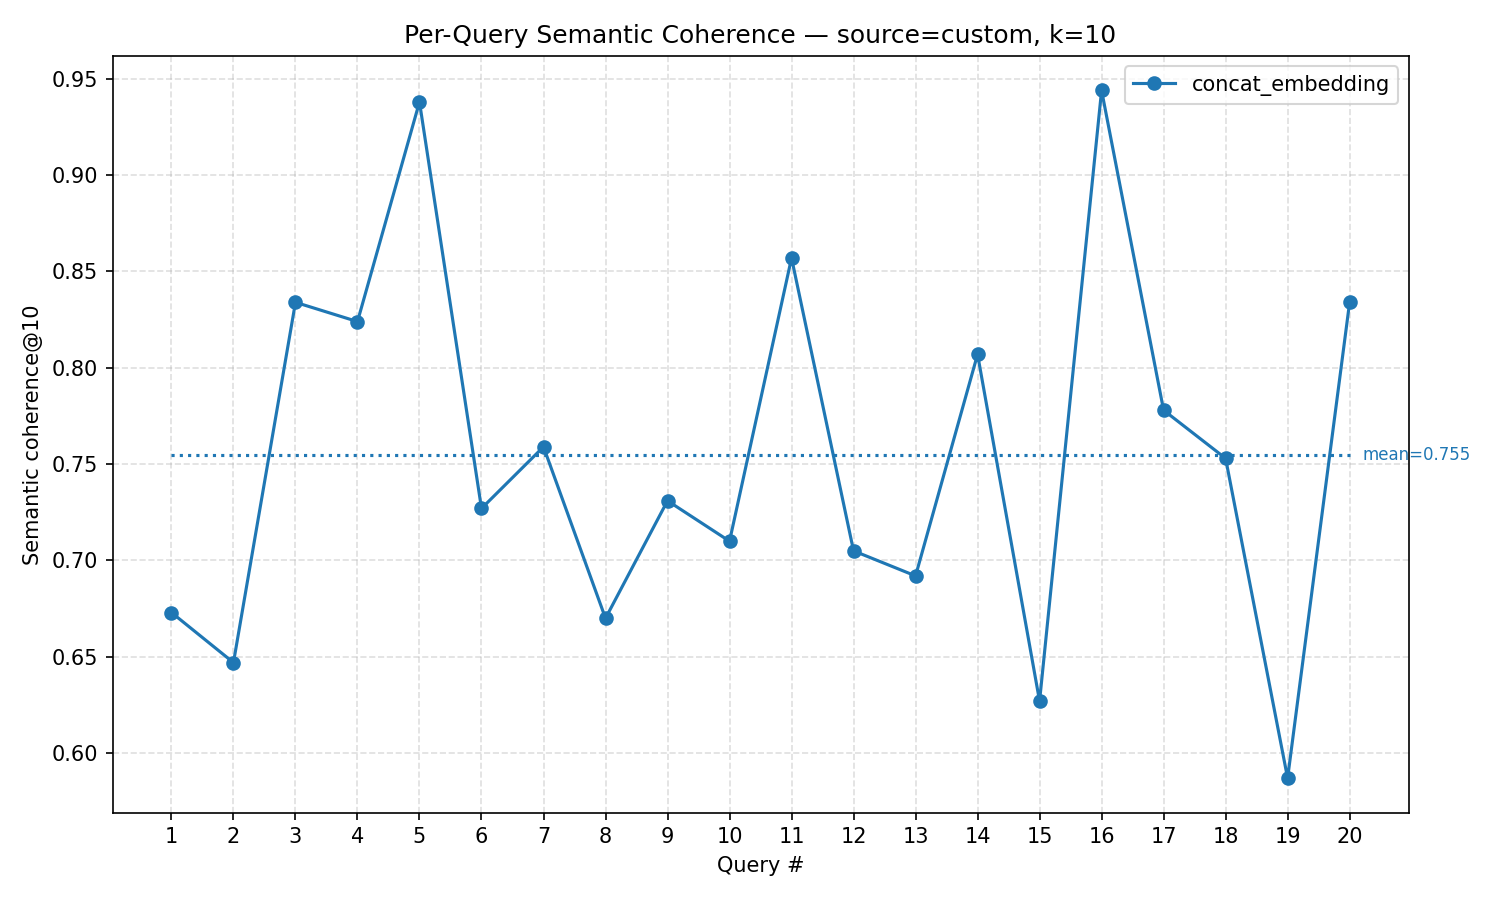 Per-Query Semantic Coherence — source=custom, k=10
concat_embedding
Semantic coherence@10
0.95
0.90
0.85
0.80
0.75
0.70
0.65
0.60
mean=0.755
1 2 3 4 5 6 7 8 9 10 11 12 13 14 15 16 17 18 19 20
Query #